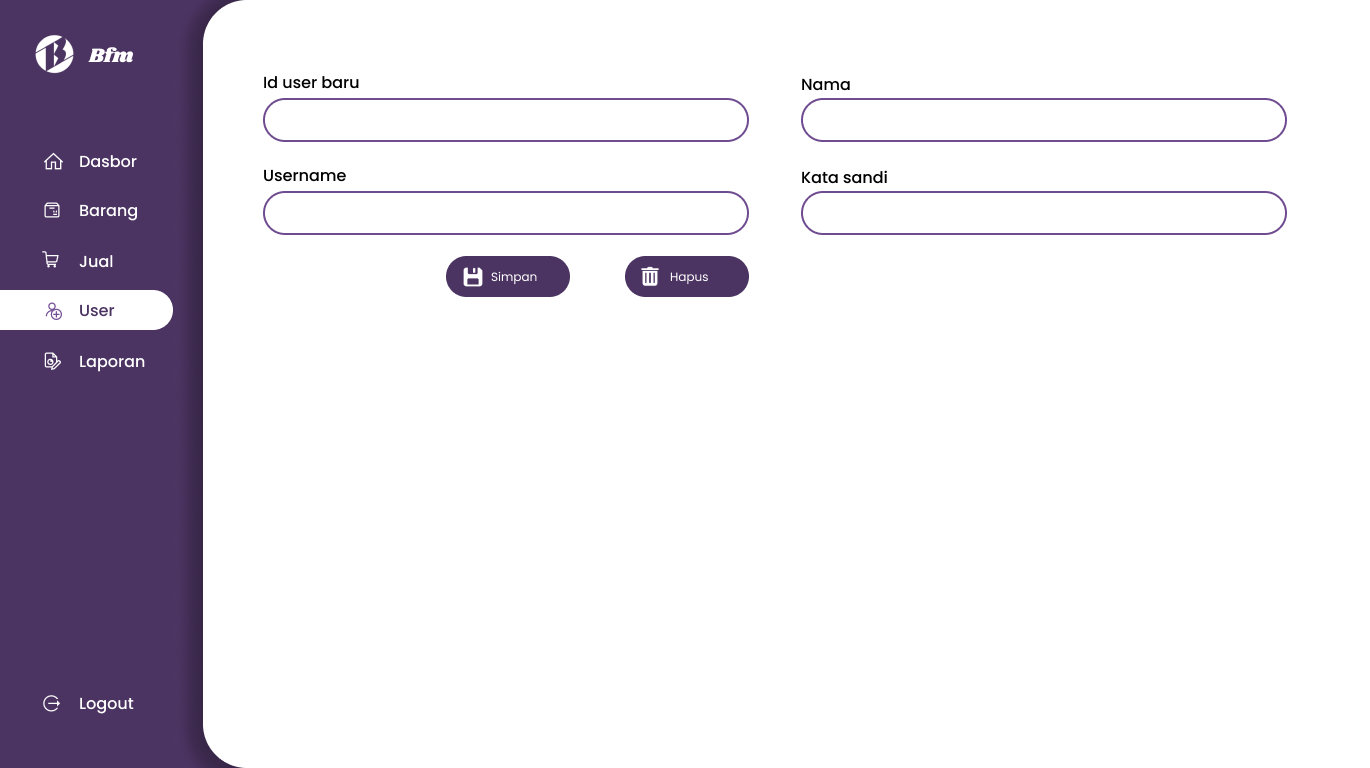 Bfm
Dasbor
Barang
Jual
User
Laporan
Logout
Id user baru
Nama
Username
Kata sandi
Simpan
Hapus